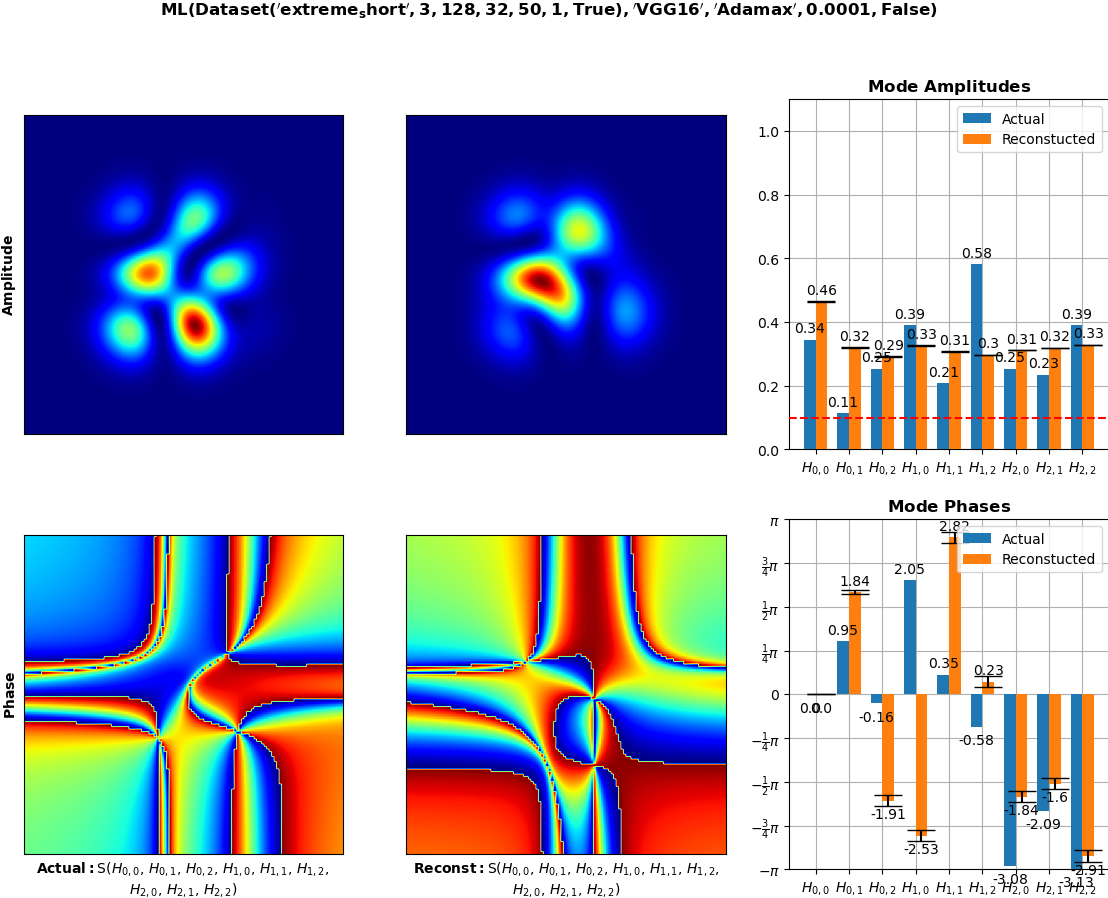 ML(Dataset('extreme_short', 3, 128, 32, 50, 1, True), 'VGG16', 'Adamax', 0.0001, False)
Amplitude
Mode Amplitudes
Actual
Reconstucted
1.0
0.8
0.6
0.4
0.2
0.0
0.34 0.11 0.25 0.39 0.21 0.58 0.25 0.23 0.39
0.46 0.32 0.29 0.33 0.31 0.3 0.31 0.32 0.33
H0,0 H0,1 H0,2 H1,0 H1,1 H1,2 H2,0 H2,1 H2,2
Phase
Actual: S(H0,0, H0,1, H0,2, H1,0, H1,1, H1,2,
H2,0, H2,1, H2,2)
Reconst: S(H0,0, H0,1, H0,2, H1,0, H1,1, H1,2,
H2,0, H2,1, H2,2)
Mode Phases
Actual
Reconstucted
π
3/4π
1/2π
1/4π
0
−1/4π
−1/2π
−3/4π
−π
0.0 0.95 -0.16 2.05 0.35 -0.58 -3.08 -2.09 -3.13
0.0 1.84 -1.91 -2.53 2.82 0.23 -1.84 -1.6 -2.91
H0,0 H0,1 H0,2 H1,0 H1,1 H1,2 H2,0 H2,1 H2,2